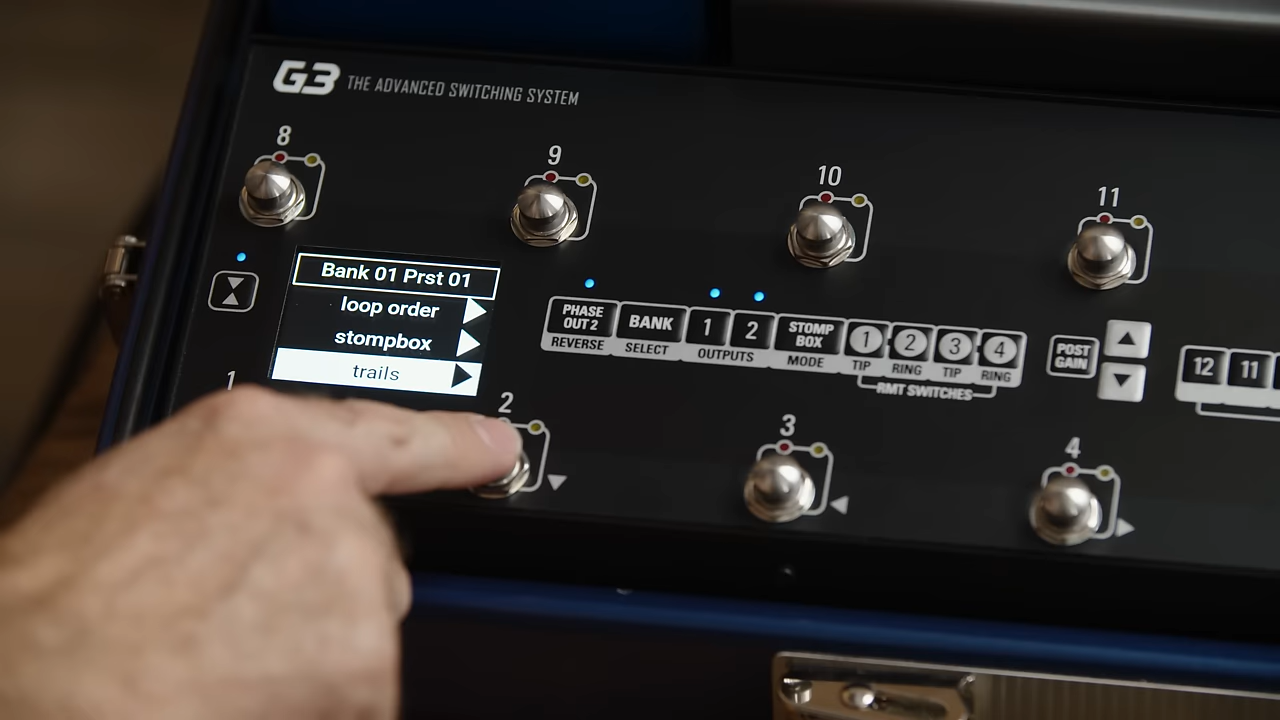 G3 THE ADVANCED SWITCHING SYSTEM
8
9
10
11
Bank 01 Prst 01
loop order
stompbox
trails
PHASE
OUT 2
REVERSE
BANK
SELECT
1 2
OUTPUTS
STOMP
BOX
MODE
1 2 3 4
TIP RING TIP RING
RMT SWITCHES
POST
GAIN
12 11
1
2
3
4